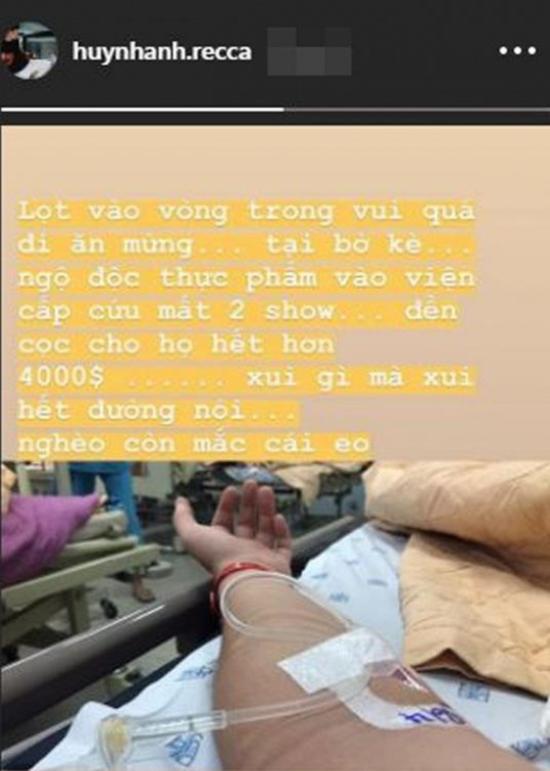 huynhanh.recca
Lọt vào vòng trong vui quá
đi ăn mừng... tại bờ kè...
ngộ độc thực phẩm vào viện
cấp cứu mất 2 show... đền
cọc cho họ hết hơn
4000$ ...... xui gì mà xui
hết đường nói...
nghèo còn mắc cái eo